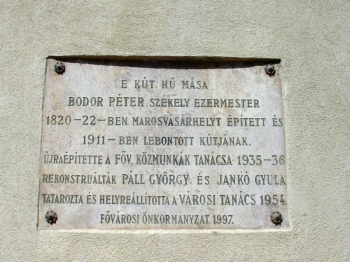 E KÚT HŰ MÁSA
BODOR PÉTER SZÉKELY EZERMESTER
1820-22-BEN MAROSVÁSÁRHELYT ÉPÍTETT ÉS
1911-BEN LEBONTOTT KÚTJÁNAK.
ÚJRAÉPÍTETTE A FŐV. KÖZMUNKÁK TANÁCSA 1935-36
REKONSTRUÁLTÁK PÁLL GYÖRGY ÉS JANKÓ GYULA
TATAROZTA ÉS HELYREÁLLÍTOTTA A VÁROSI TANÁCS 1954
FŐVÁROSI ÖNKORMÁNYZAT 1997.